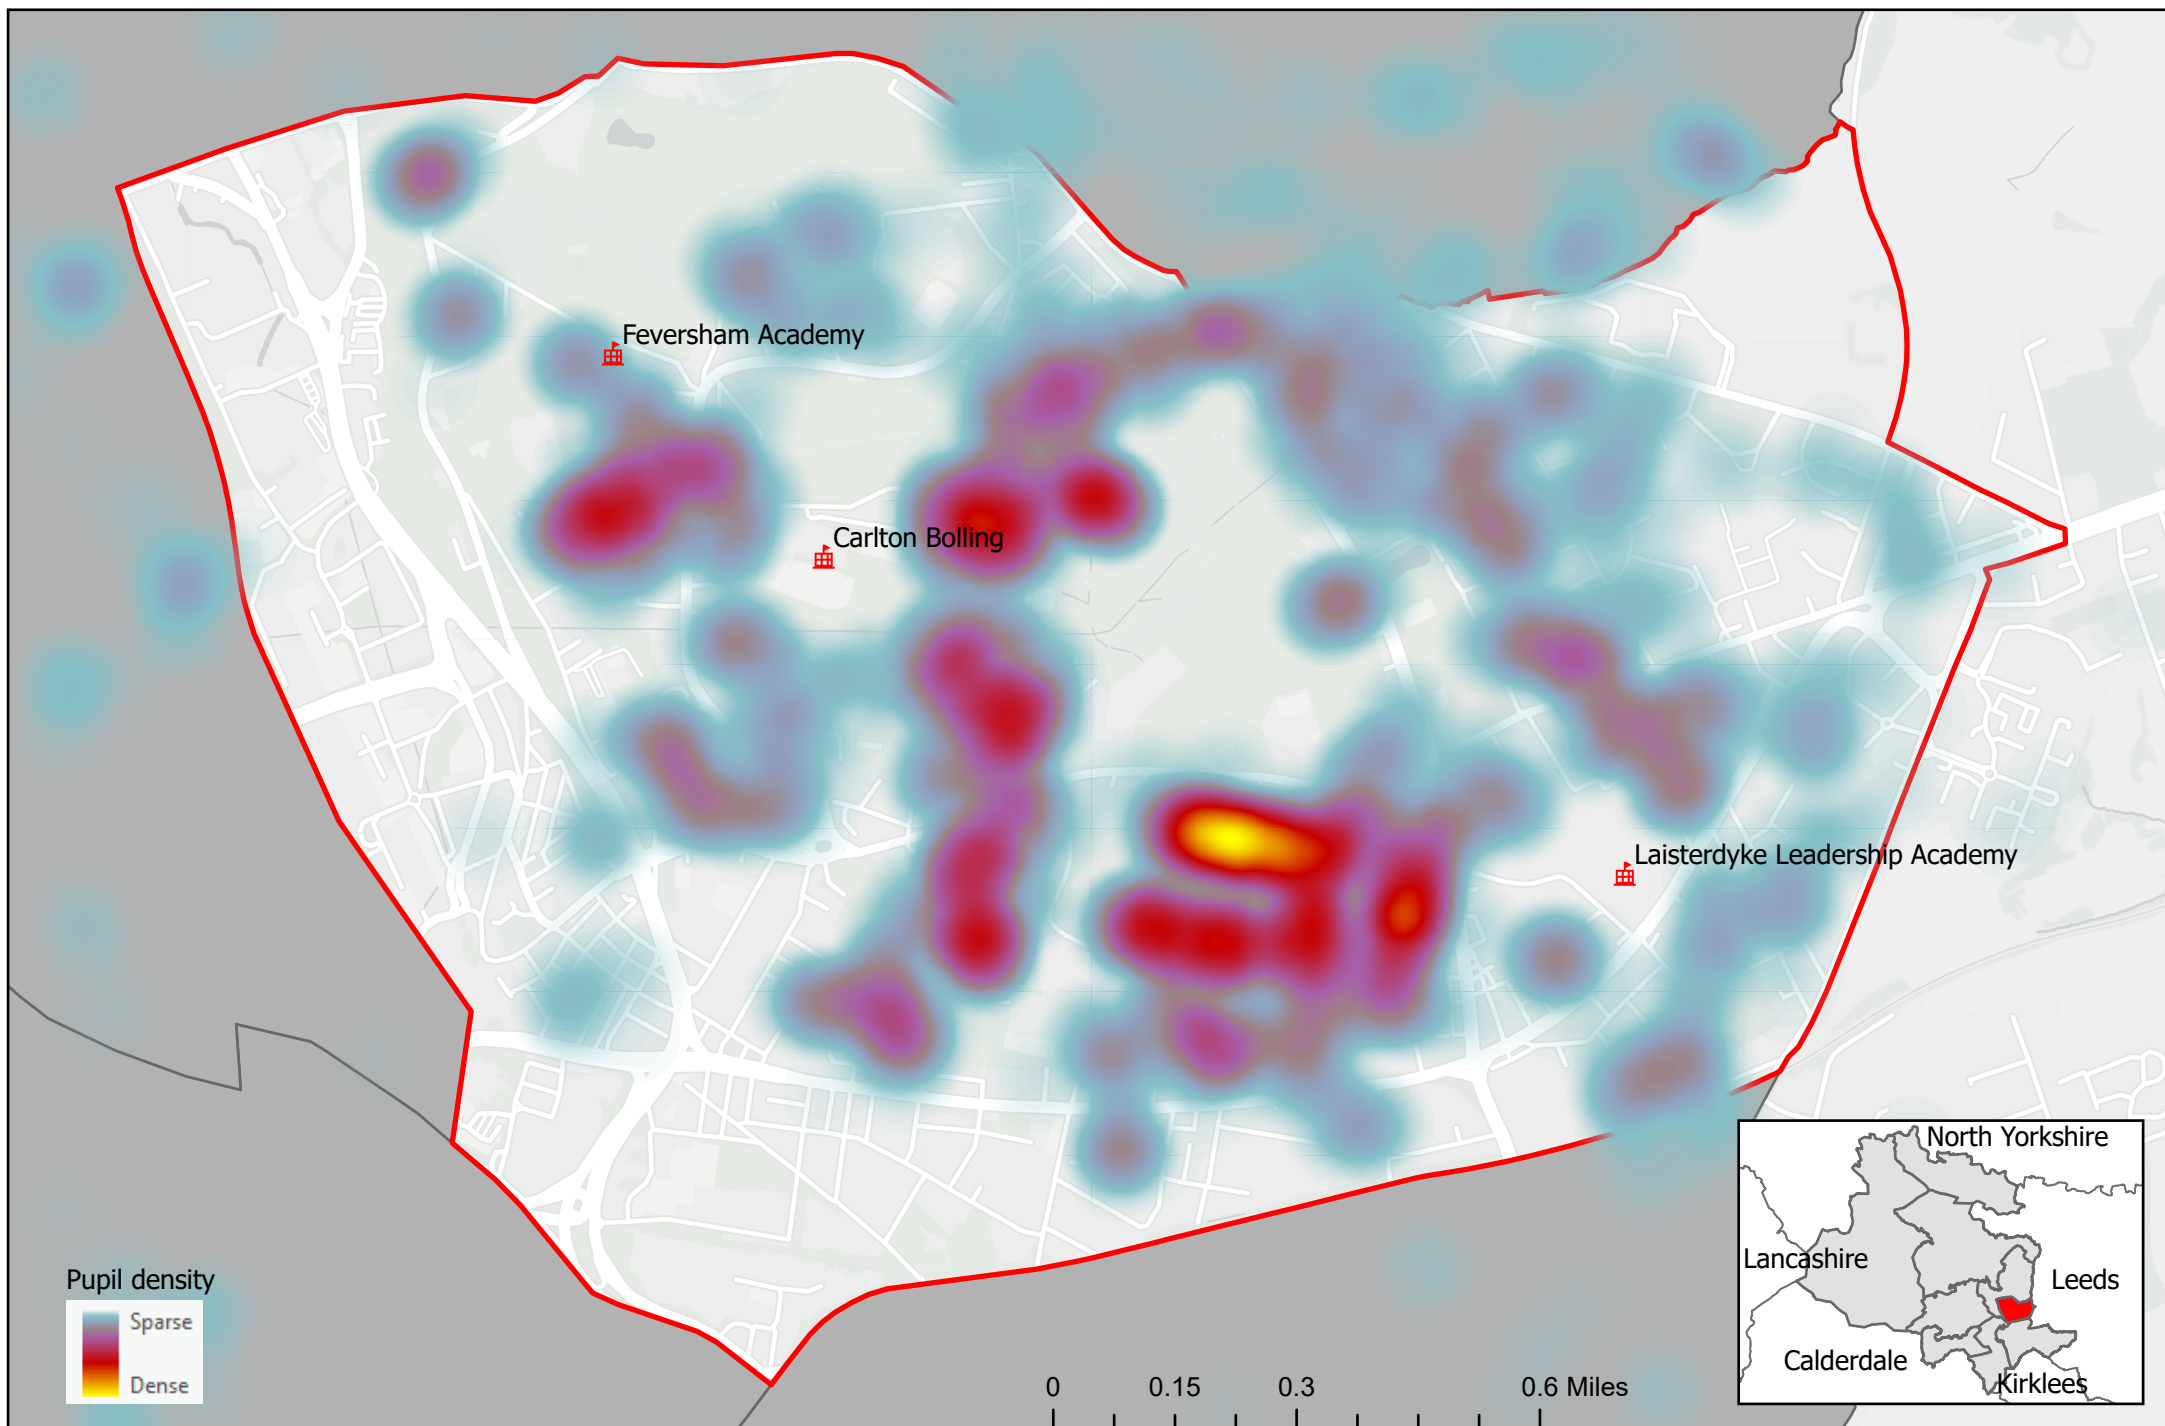 Feversham Academy
Carlton Bolling
Laisterdyke Leadership Academy
Pupil density
Sparse
Dense
0 0.15 0.3 0.6 Miles
North Yorkshire
Lancashire
Leeds
Calderdale
Kirklees